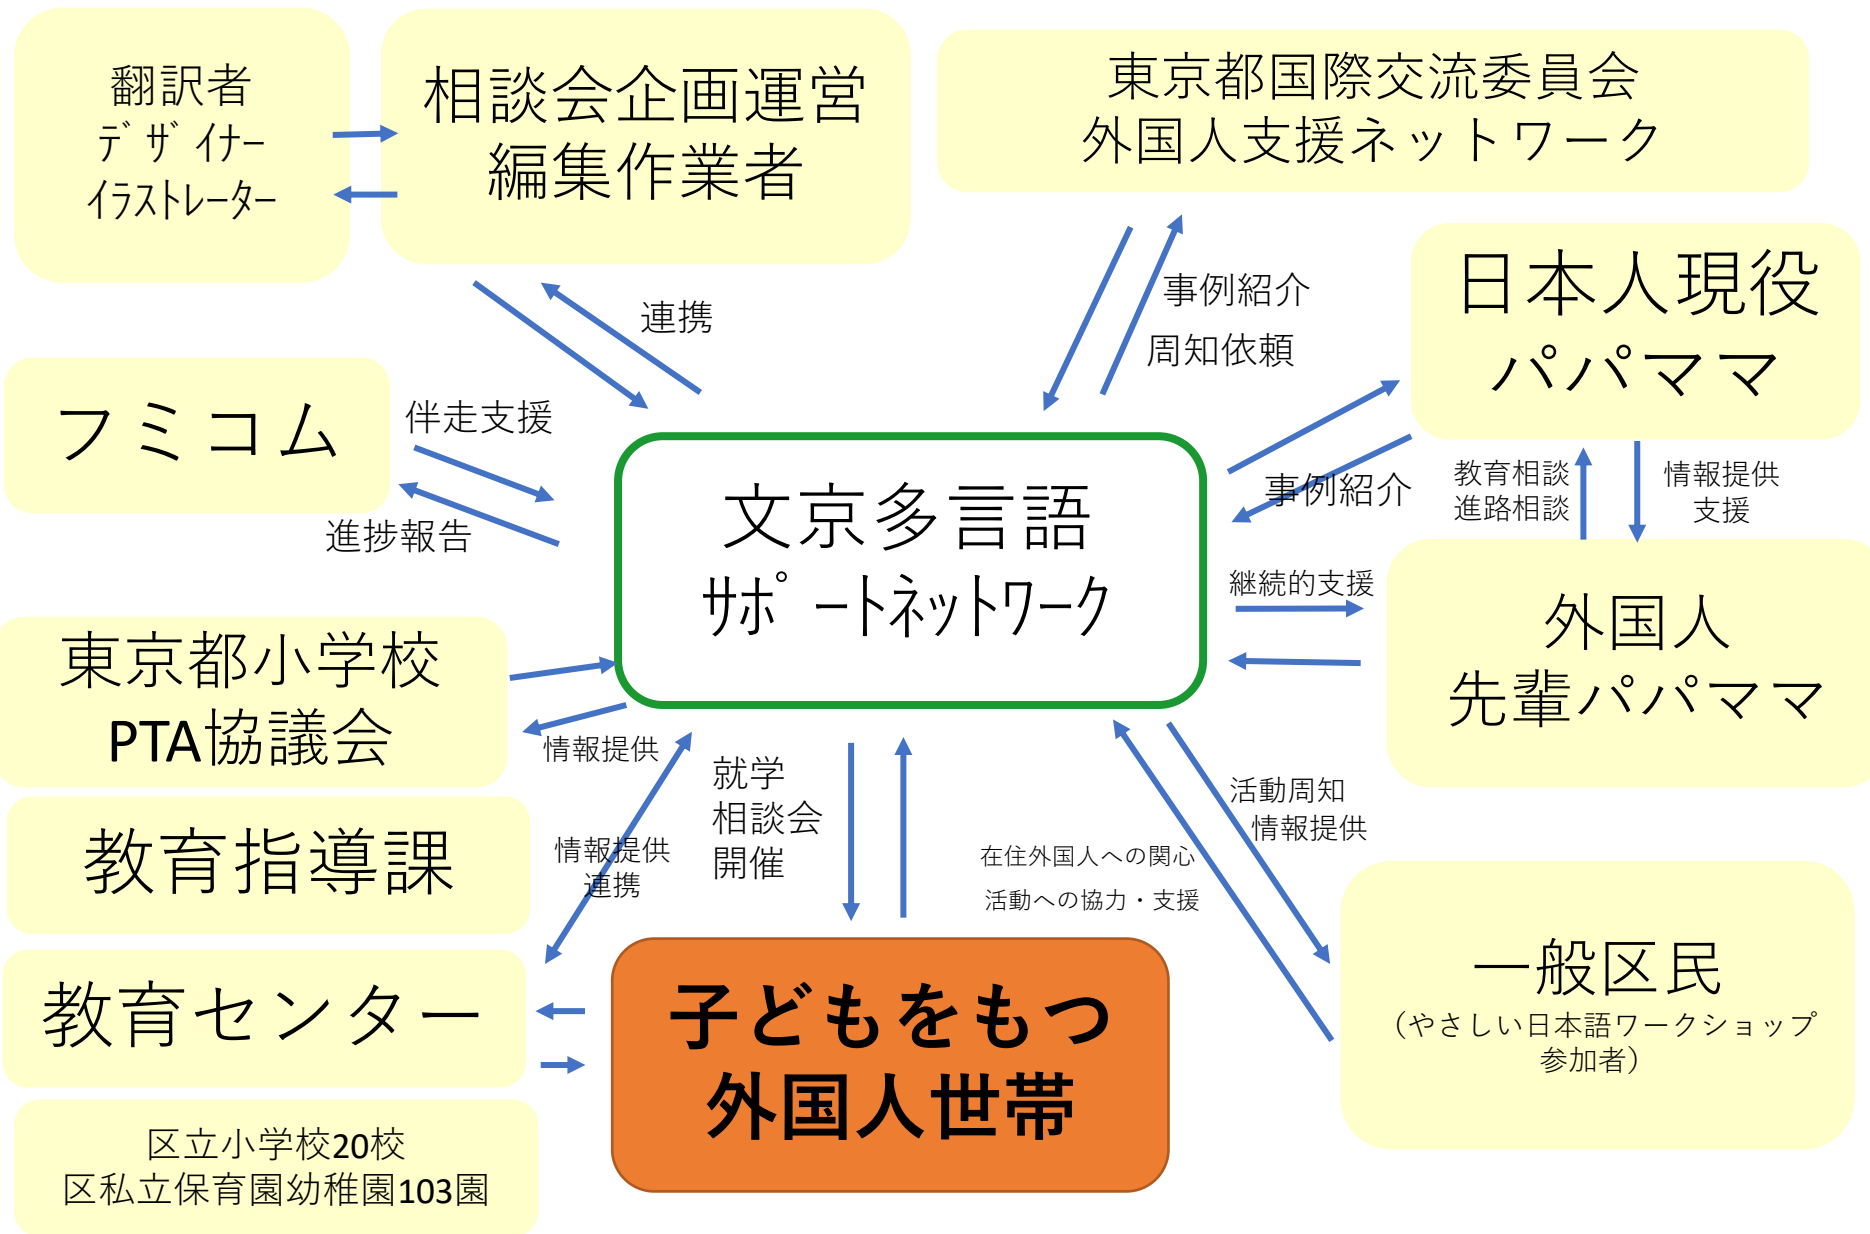 翻訳者
ﾃﾞｻﾞｲﾅｰ
ｲﾗｽﾄﾚｰﾀｰ
相談会企画運営
編集作業者
東京都国際交流委員会
外国人支援ネットワーク
連携
事例紹介
周知依頼
日本人現役
パパママ
フミコム
伴走支援
進捗報告
文京多言語
ｻﾎﾟｰﾄﾈｯﾄﾜｰｸ
事例紹介
教育相談
進路相談
情報提供
支援
継続的支援
外国人
先輩パパママ
東京都小学校
PTA協議会
情報提供
教育指導課
情報提供
連携
就学
相談会
開催
在住外国人への関心
活動への協力・支援
活動周知
情報提供
教育センター
子どもをもつ
外国人世帯
一般区民
（やさしい日本語ワークショップ
参加者）
区立小学校20校
区私立保育園幼稚園103園